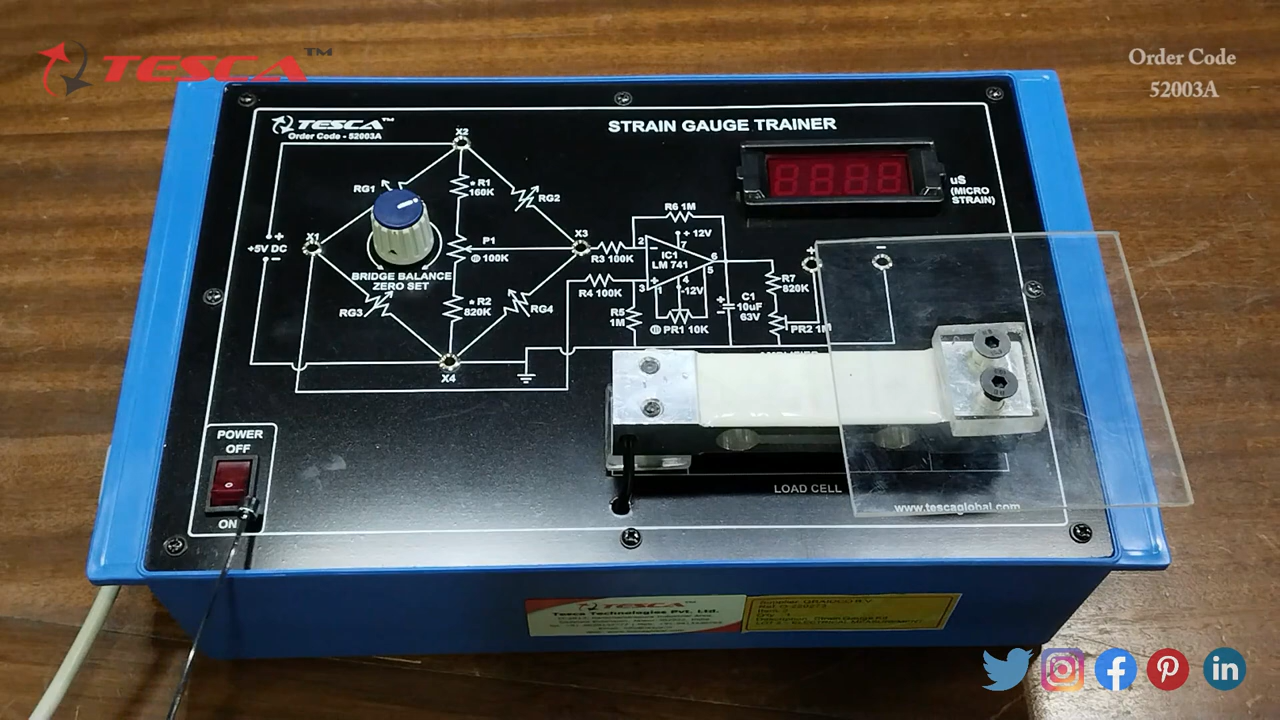 TESCA™
Order Code
52003A
TESCA™
Order Code - 52003A
STRAIN GAUGE TRAINER
uS
(MICRO
STRAIN)
X2
RG1
* R1
160K
RG2
R6 1M
+ 12V
X1
+
+5V DC
−
P1
100K
X3
R3 100K
2
7
IC1
LM 741
6
5
3
4
-12V
1
+
−
R7
820K
BRIDGE BALANCE
ZERO SET
R4 100K
C1
10uF
63V
RG3
* R2
820K
RG4
R5
1M
PR1 10K
PR2 1M
X4
POWER
OFF
ON
LOAD CELL
www.tescaglobal.com
TESCA™
Tesca Technologies Pvt. Ltd.